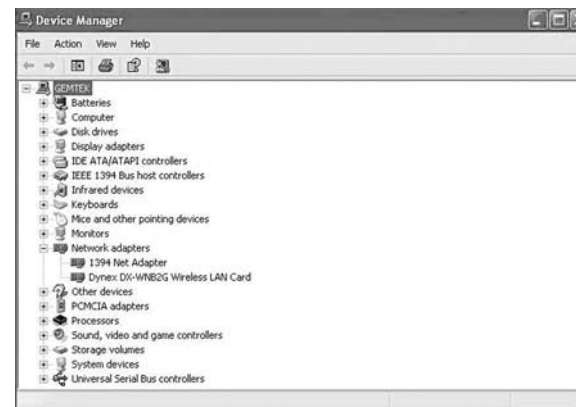 Device Manager
File Action View Help
GEMTEK
Batteries
Computer
Disk drives
Display adapters
IDE ATA/ATAPI controllers
IEEE 1394 Bus host controllers
Infrared devices
Keyboards
Mice and other pointing devices
Monitors
Network adapters
1394 Net Adapter
Dynex DX-WNB2G Wireless LAN Card
Other devices
PCMCIA adapters
Processors
Sound, video and game controllers
Storage volumes
System devices
Universal Serial Bus controllers